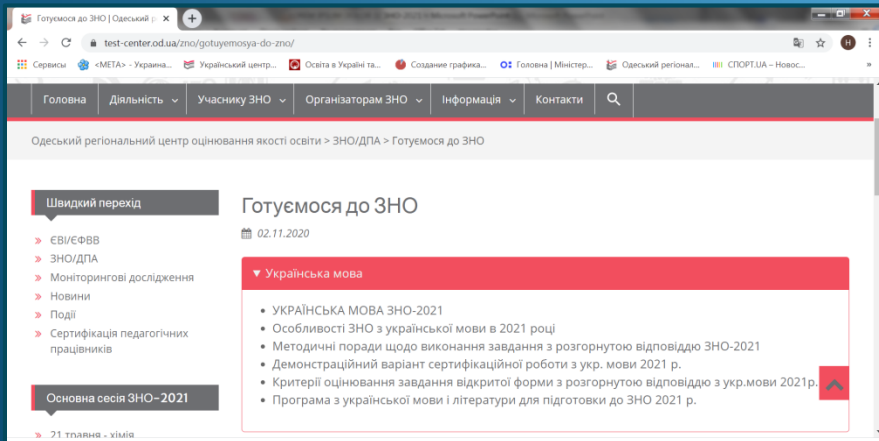 Готуємося до ЗНО | Одеський р
test-center.od.ua/zno/gotuyemosya-do-zno/
Сервисы <МЕТА> - Украина... Український центр... Освіта в Україні та... Создание графика... Головна | Міністер... Одеський регіонал... СПОРТ.UA – Новос... »
Головна Діяльність Учаснику ЗНО Організаторам ЗНО Інформація Контакти
Одеський регіональний центр оцінювання якості освіти > ЗНО/ДПА > Готуємося до ЗНО
Швидкий перехід
ЄВІ/ЄФВВ
ЗНО/ДПА
Моніторингові дослідження
Новини
Події
Сертифікація педагогічних
працівників
Основна сесія ЗНО–2021
21 травня - хімія
Готуємося до ЗНО
02.11.2020
Українська мова
УКРАЇНСЬКА МОВА ЗНО-2021
Особливості ЗНО з української мови в 2021 році
Методичні поради щодо виконання завдання з розгорнутою відповіддю ЗНО-2021
Демонстраційний варіант сертифікаційної роботи з укр. мови 2021 р.
Критерії оцінювання завдання відкритої форми з розгорнутою відповіддю з укр.мови 2021р.
Програма з української мови і літератури для підготовки до ЗНО 2021 р.